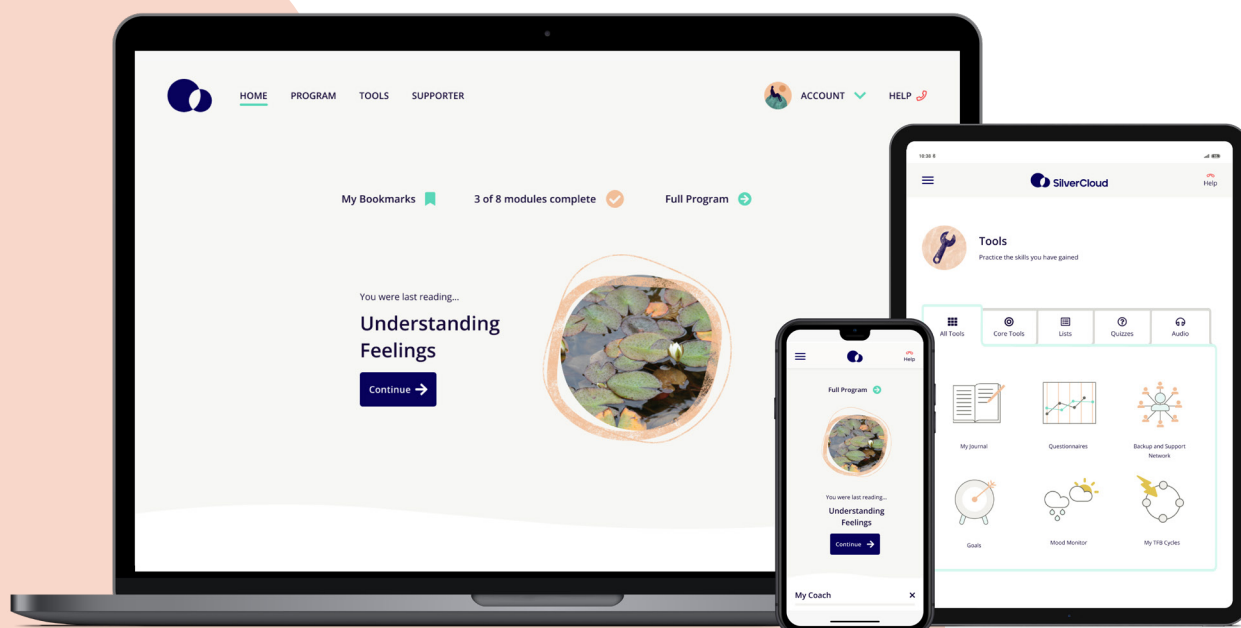 HOME PROGRAM TOOLS SUPPORTER ACCOUNT HELP
My Bookmarks 3 of 8 modules complete Full Program
You were last reading...
Understanding
Feelings
Continue
Help
Full Program
You were last reading...
Understanding
Feelings
Continue
My Coach
SilverCloud
Help
Tools
Practice the skills you have gained
All Tools Core Tools Lists Quizzes Audio
My Journal Questionnaires Backup and Support
Network
Goals Mood Monitor My TFB Cycles